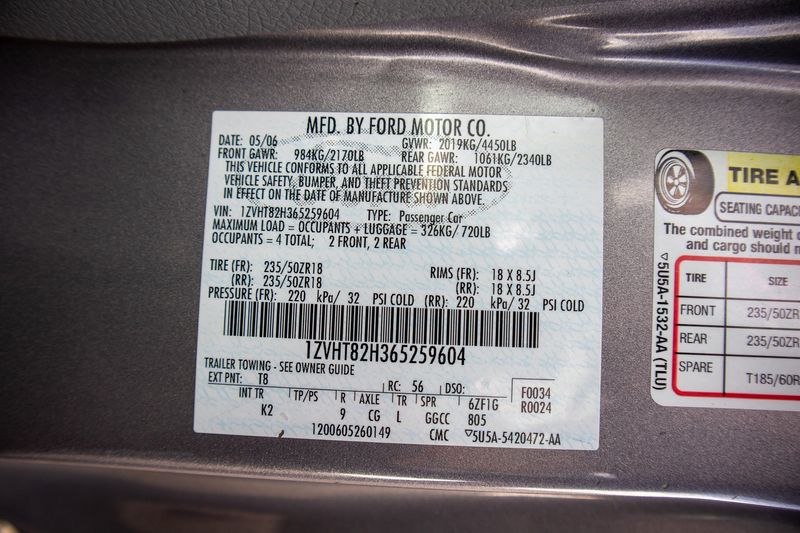 MFD. BY FORD MOTOR CO.
DATE: 05/06 GVWR: 2019KG/4450LB
FRONT GAWR: 984KG/2170LB REAR GAWR: 1061KG/2340LB
THIS VEHICLE CONFORMS TO ALL APPLICABLE FEDERAL MOTOR
VEHICLE SAFETY, BUMPER, AND THEFT PREVENTION STANDARDS
IN EFFECT ON THE DATE OF MANUFACTURE SHOWN ABOVE.
VIN: 1ZVHT82H365259604 TYPE: Passenger Car
MAXIMUM LOAD = OCCUPANTS + LUGGAGE = 326KG/ 720LB
OCCUPANTS = 4 TOTAL; 2 FRONT, 2 REAR
TIRE (FR): 235/50ZR18 RIMS (FR): 18 X 8.5J
(RR): 235/50ZR18 (RR): 18 X 8.5J
PRESSURE (FR): 220 kPa/ 32 PSI COLD (RR): 220 kPa/ 32 PSI COLD
1ZVHT82H365259604
TRAILER TOWING - SEE OWNER GUIDE
EXT PNT: T8 RC: 56 DSO: F0034
R0024
INT TR TP/PS R AXLE TR SPR 6ZF1G
K2 9 CG L GGCC 805
1200605260149 CMC ▽5U5A-5420472-AA
TIRE A
SEATING CAPAC
The combined weight o
and cargo should n
▽5U5A-1532-AA (TLU)
TIRE SIZE
FRONT 235/50ZR
REAR 235/50ZR
SPARE T185/60R